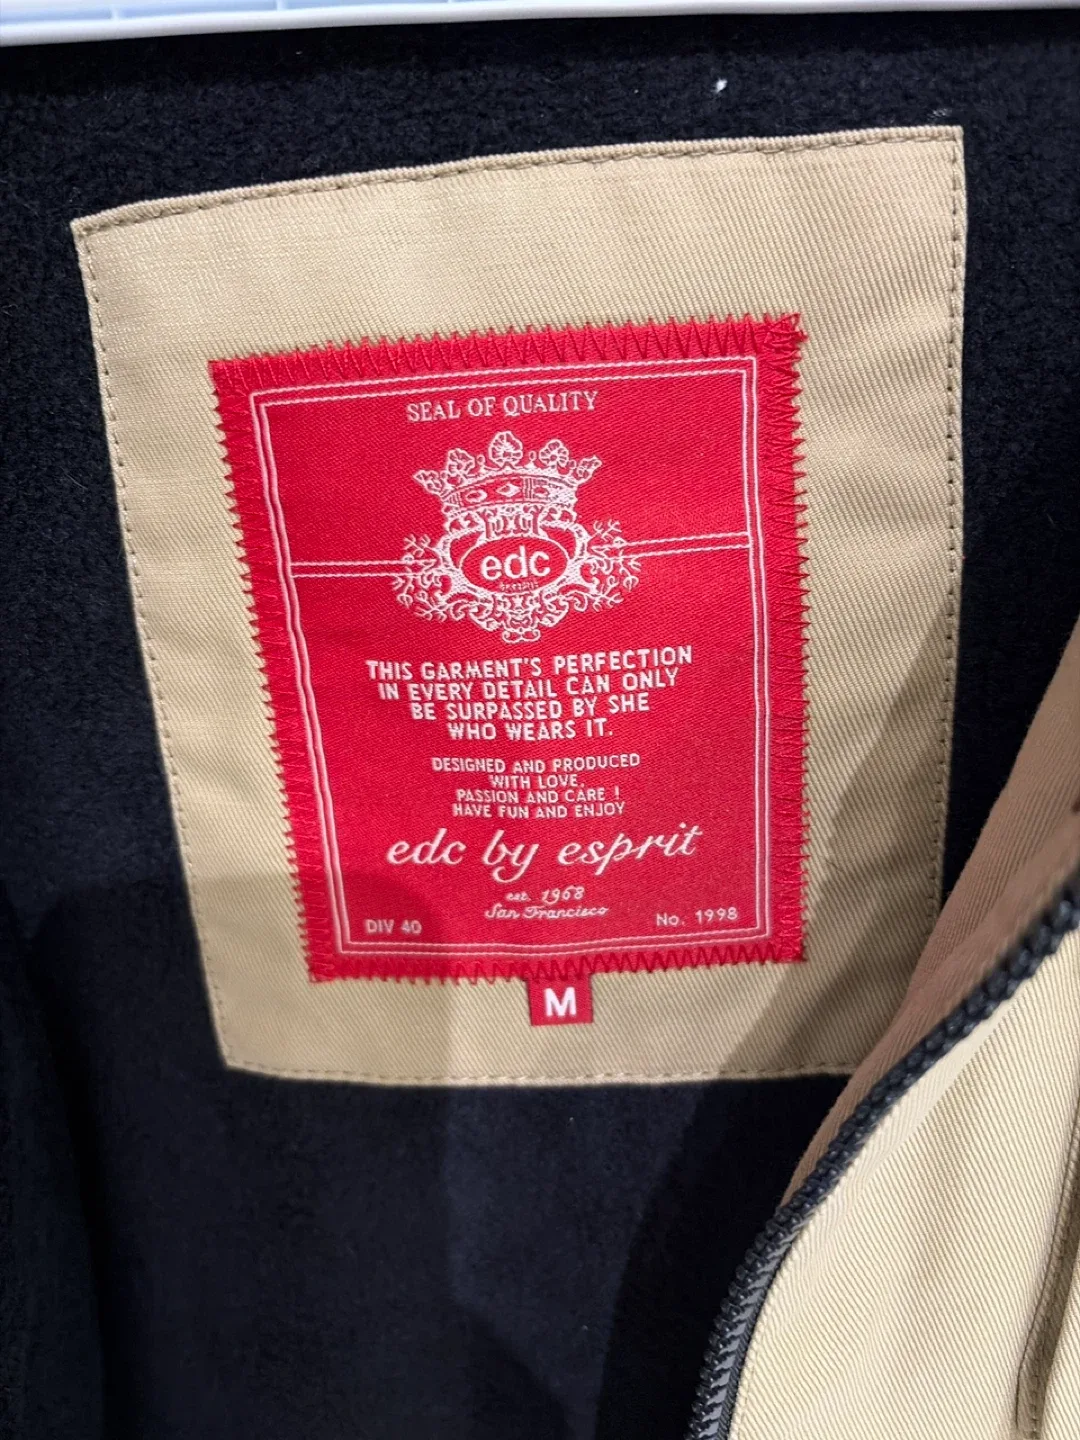 SEAL OF QUALITY
edc
THIS GARMENT'S PERFECTION
IN EVERY DETAIL CAN ONLY
BE SURPASSED BY SHE
WHO WEARS IT.
DESIGNED AND PRODUCED
WITH LOVE,
PASSION AND CARE !
HAVE FUN AND ENJOY
edc by esprit
est. 1968
San Francisco
DIV 40
No. 1998
M